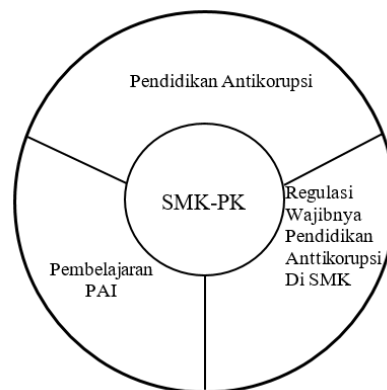 Pendidikan Antikorupsi
SMK-PK
Regulasi
Wajibnya
Pendidikan
Anttikorupsi
Di SMK
Pembelajaran
PAI